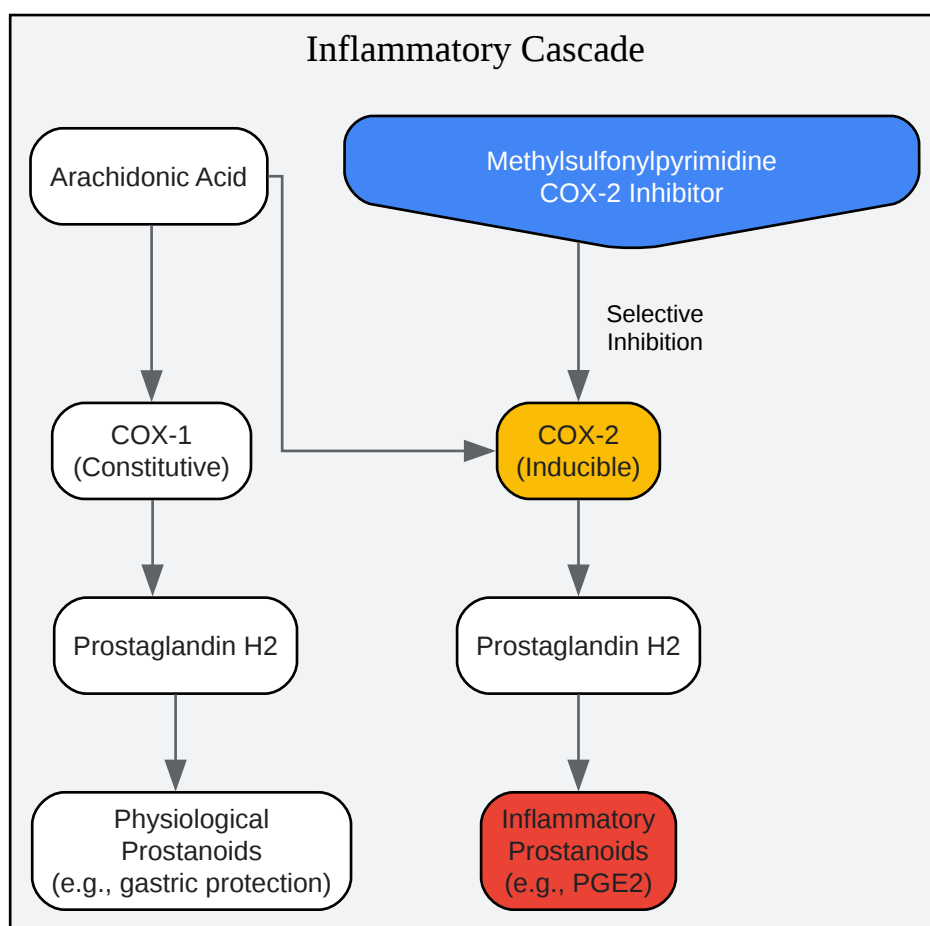 Inflammatory Cascade
Arachidonic Acid
Methylsulfonylpyrimidine
COX-2 Inhibitor
Selective
Inhibition
COX-1
(Constitutive)
COX-2
(Inducible)
Prostaglandin H2
Prostaglandin H2
Physiological
Prostanoids
(e.g., gastric protection)
Inflammatory
Prostanoids
(e.g., PGE2)